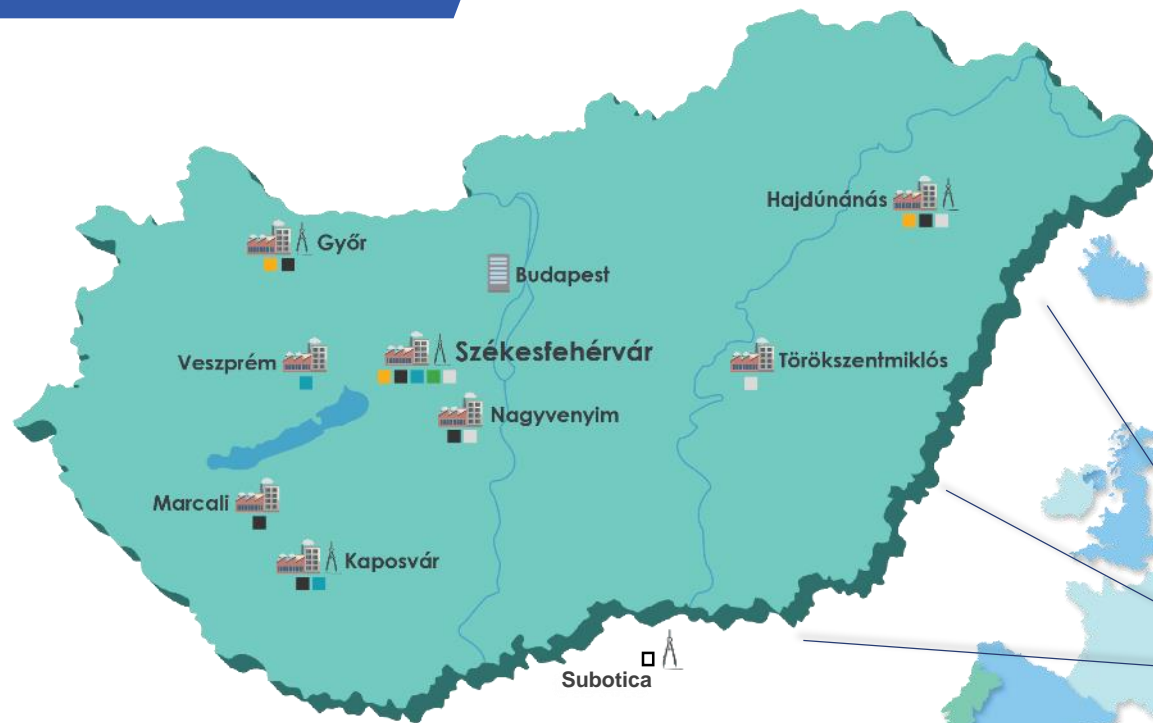 Hajdúnánás
Győr
Budapest
Székesfehérvár
Veszprém
Törökszentmiklós
Nagyvenyim
Marcali
Kaposvár
Subotica